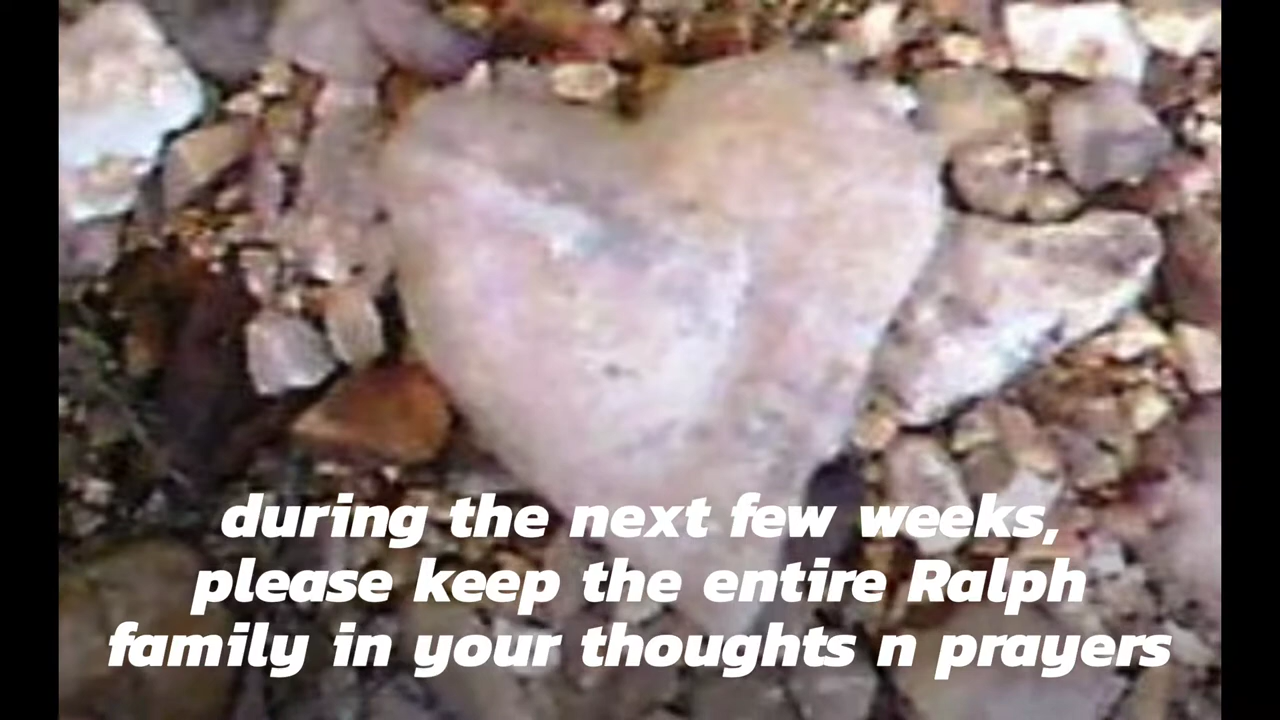 during the next few weeks,
please keep the entire Ralph
family in your thoughts n prayers